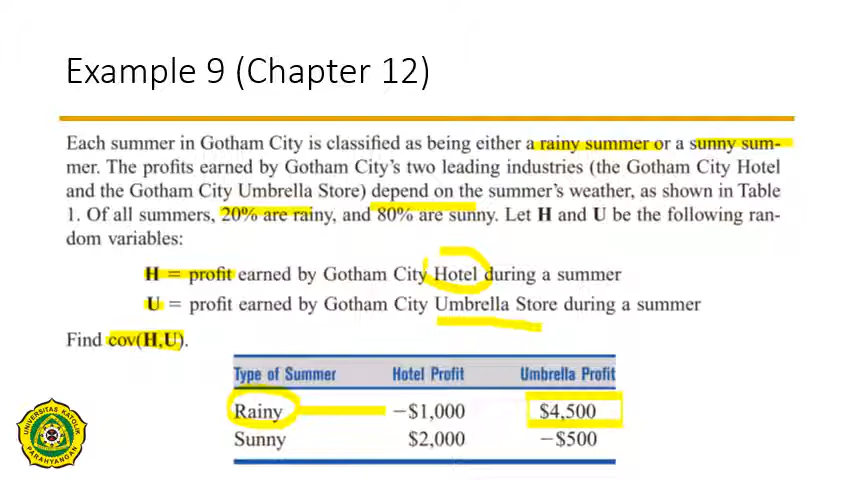 Example 9 (Chapter 12)
Each summer in Gotham City is classified as being either a rainy summer or a sunny sum-
mer. The profits earned by Gotham City's two leading industries (the Gotham City Hotel
and the Gotham City Umbrella Store) depend on the summer's weather, as shown in Table
1. Of all summers, 20% are rainy, and 80% are sunny. Let H and U be the following ran-
dom variables:
H = profit earned by Gotham City Hotel during a summer
U = profit earned by Gotham City Umbrella Store during a summer
Find cov(H,U).
Type of Summer Hotel Profit Umbrella Profit
Rainy −$1,000 $4,500
Sunny $2,000 −$500
UNIVERSITAS KATOLIK
PARAHYANGAN